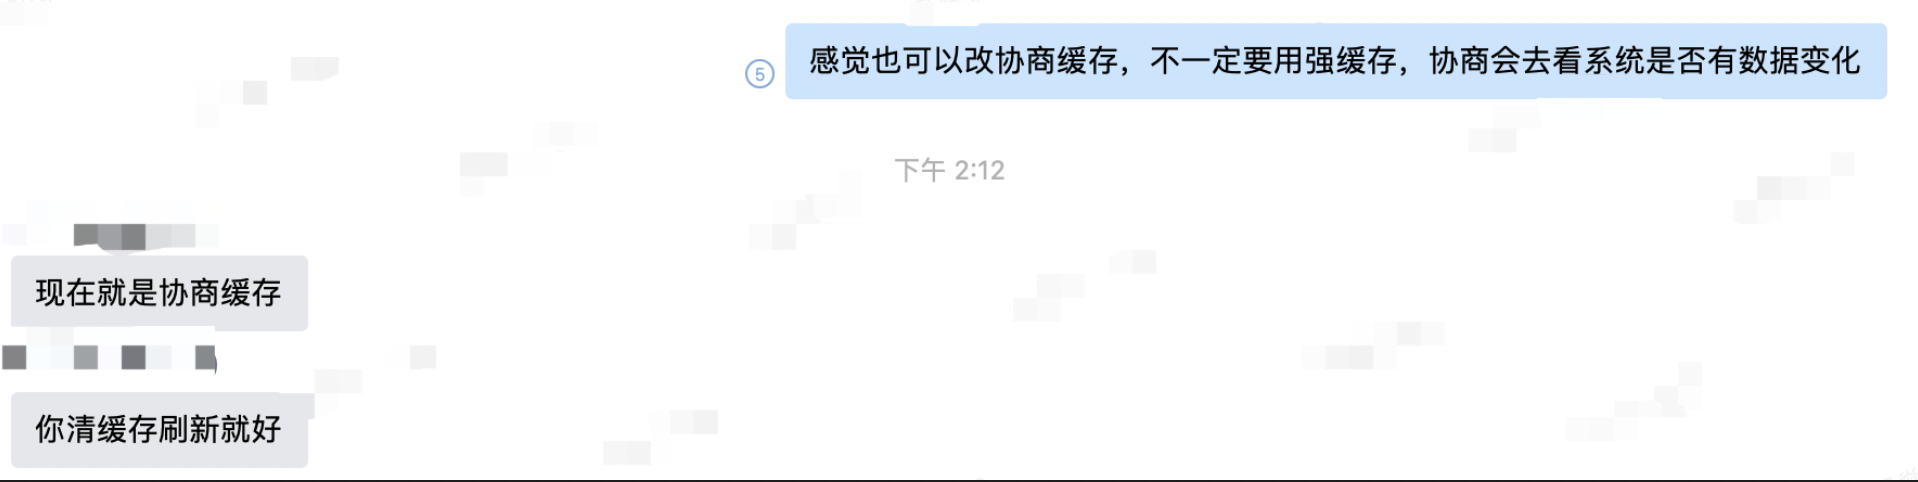 感觉也可以改协商缓存，不一定要用强缓存，协商会去看系统是否有数据变化
5
下午 2:12
现在就是协商缓存
你清缓存刷新就好